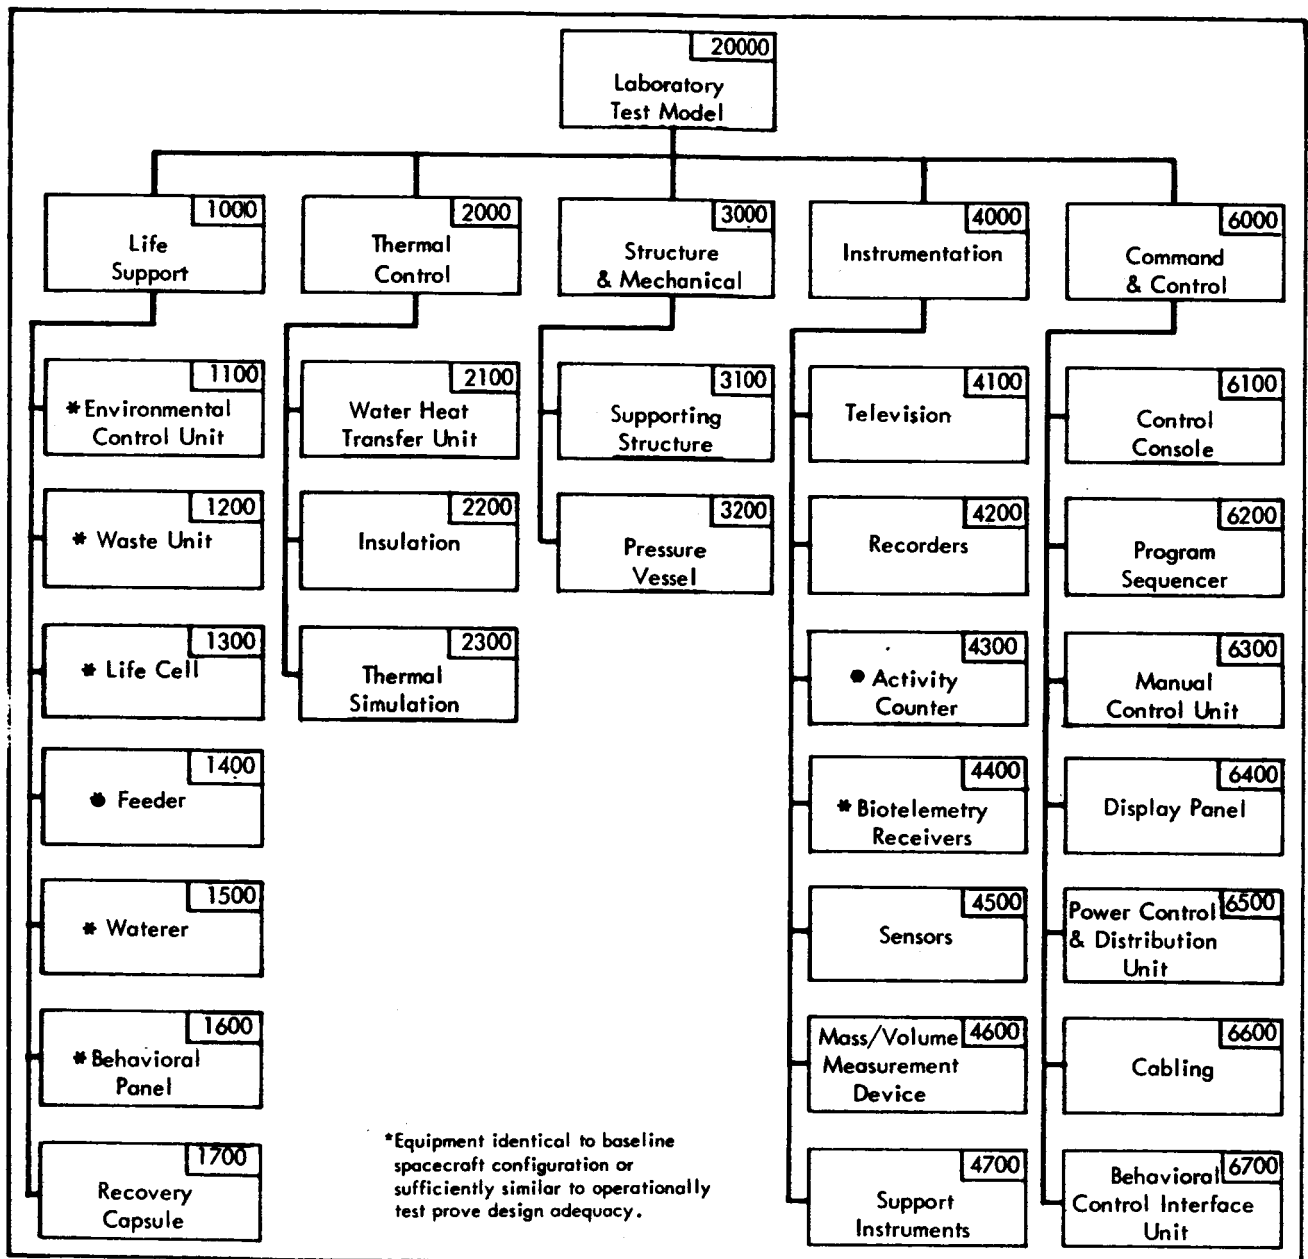 20000
Laboratory
Test Model
1000
Life
Support
2000
Thermal
Control
3000
Structure
& Mechanical
4000
Instrumentation
6000
Command
& Control
1100
*Environmental
Control Unit
1200
* Waste Unit
1300
* Life Cell
1400
* Feeder
1500
* Waterer
1600
*Behavioral
Panel
1700
Recovery
Capsule
2100
Water Heat
Transfer Unit
2200
Insulation
2300
Thermal
Simulation
3100
Supporting
Structure
3200
Pressure
Vessel
4100
Television
4200
Recorders
4300
* Activity
Counter
4400
*Biotelemetry
Receivers
4500
Sensors
4600
Mass/Volume
Measurement
Device
4700
Support
Instruments
6100
Control
Console
6200
Program
Sequencer
6300
Manual
Control Unit
6400
Display Panel
6500
Power Control
& Distribution
Unit
6600
Cabling
6700
Behavioral
Control Interface
Unit
*Equipment identical to baseline
spacecraft configuration or
sufficiently similar to operationally
test prove design adequacy.